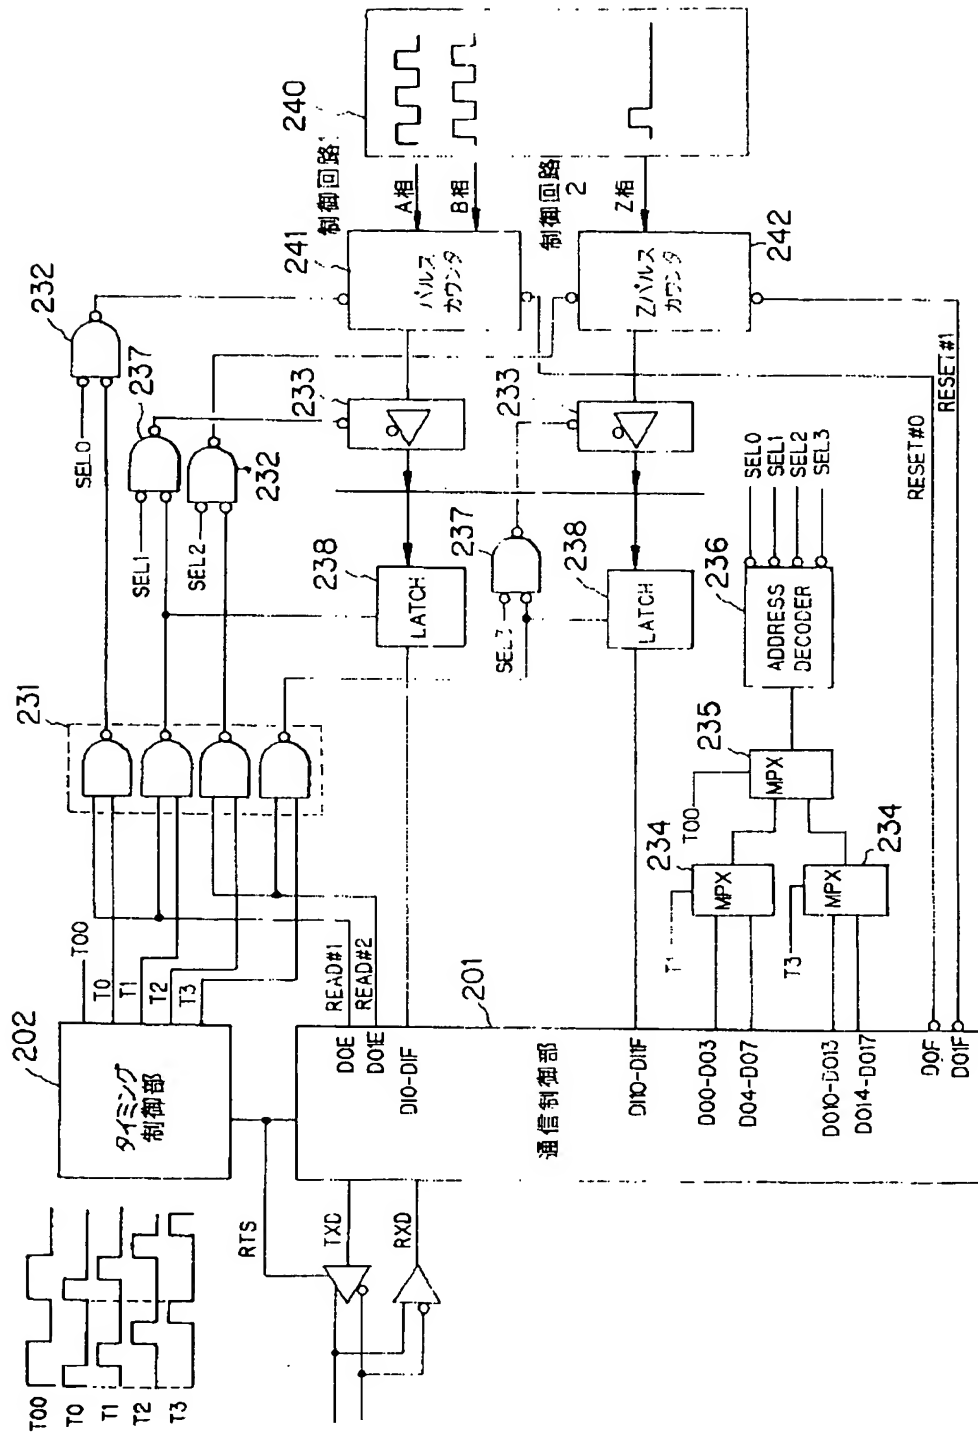 T00
T0
T1
T2
T3
202
タイミング
制御部
T00
T0
T1
T2
T3
231
SEL0
232
SEL1
237
SEL2
232
RTS
TXD
RXD
201
通信制御部
READ#1
READ#2
D0E
D01E
DI0-DIF
DI10-DI1F
D00-D03
D04-D07
D010-D013
D014-D017
D0F
D01F
238
LATCH
233
241
パルス
カウンタ
制御回路1
A相
B相
240
237
238
LATCH
233
Zパルス
カウンタ
242
制御回路
2
Z相
T1
234
MPX
T3
234
MPX
T00
235
MPX
236
ADDRESS
DECODER
SEL0
SEL1
SEL2
SEL3
RESET#0
RESET#1